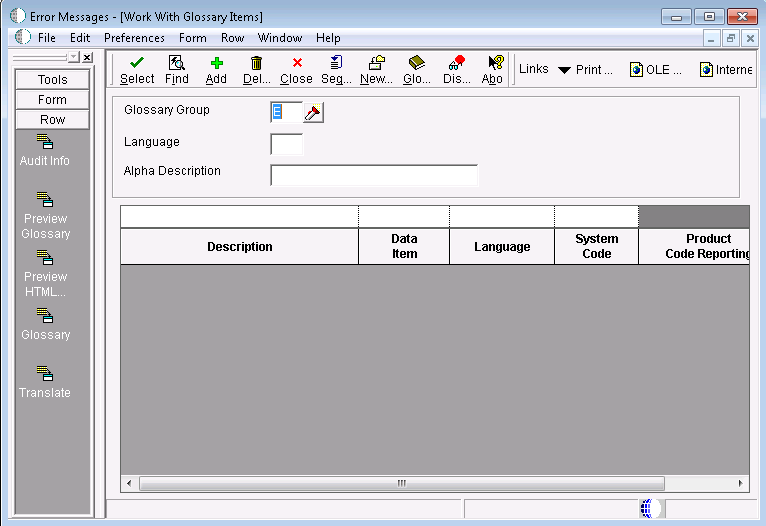 Error Messages - [Work With Glossary Items]
File Edit Preferences Form Row Window Help
Select Find Add Del... Close Seg... New... Glo... Dis... Abo Links Print ... OLE ... Interne
Tools
Form
Row
Audit Info
Preview
Glossary
Preview
HTML...
Glossary
Translate
Glossary Group E
Language
Alpha Description
Description Data Item Language System Code Product Code Reporting